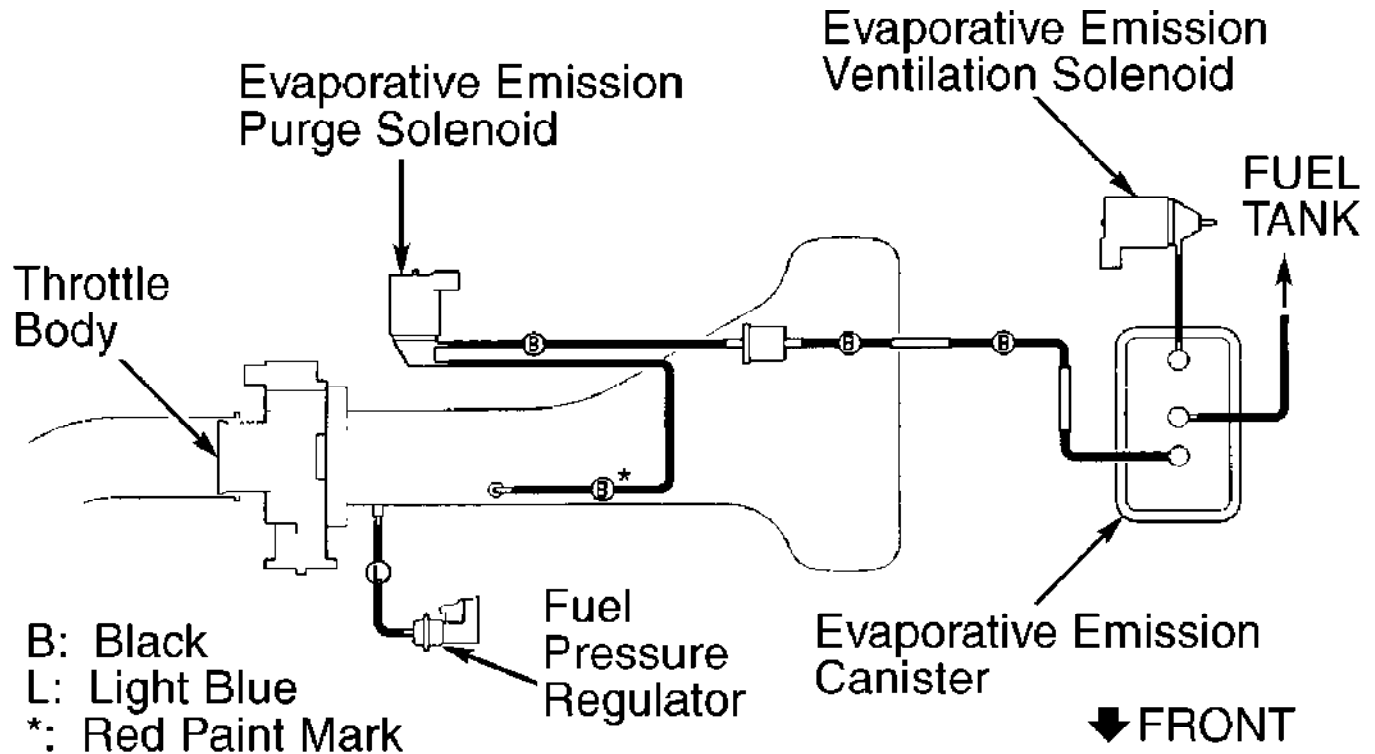 Evaporative Emission
Ventilation Solenoid
Evaporative Emission
Purge Solenoid
FUEL
TANK
Throttle
Body
B
B
B
B*
L
Fuel
Pressure
Regulator
Evaporative Emission
Canister
B: Black
L: Light Blue
*: Red Paint Mark
FRONT